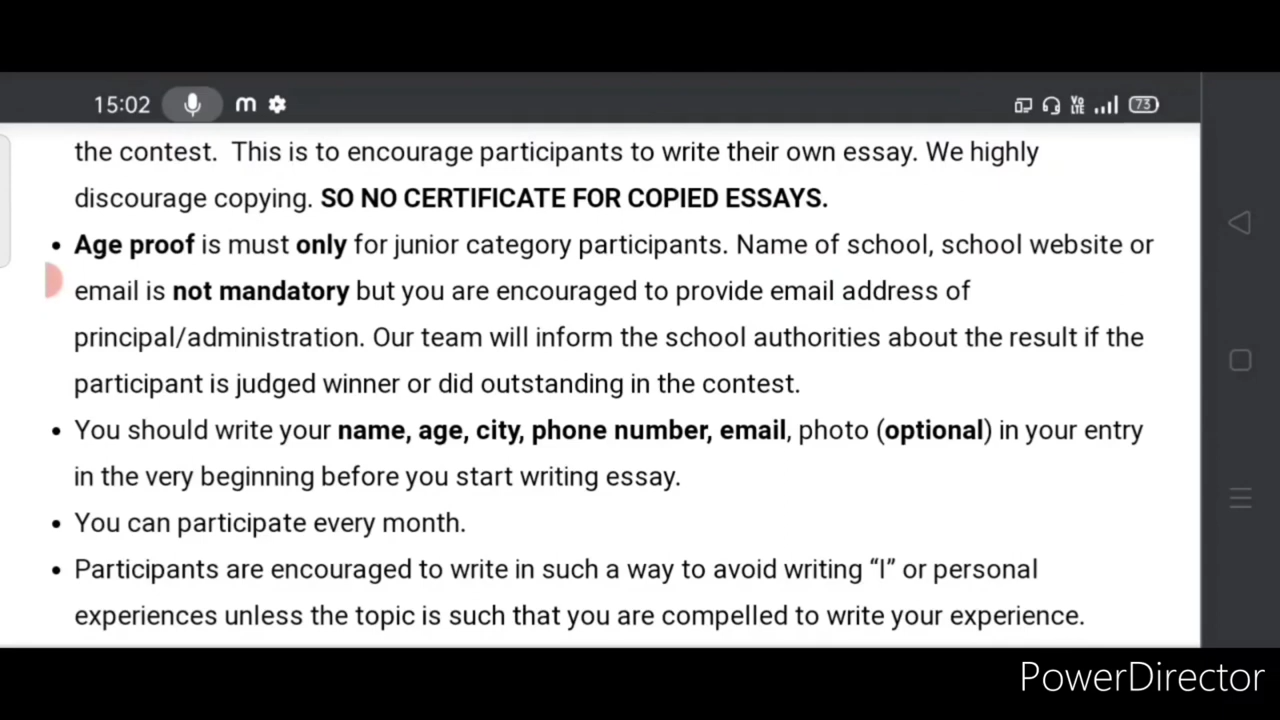 15:02 m Vo LTE 73
the contest. This is to encourage participants to write their own essay. We highly
discourage copying. SO NO CERTIFICATE FOR COPIED ESSAYS.
• Age proof is must only for junior category participants. Name of school, school website or
email is not mandatory but you are encouraged to provide email address of
principal/administration. Our team will inform the school authorities about the result if the
participant is judged winner or did outstanding in the contest.
• You should write your name, age, city, phone number, email, photo (optional) in your entry
in the very beginning before you start writing essay.
• You can participate every month.
• Participants are encouraged to write in such a way to avoid writing “I” or personal
experiences unless the topic is such that you are compelled to write your experience.
PowerDirector